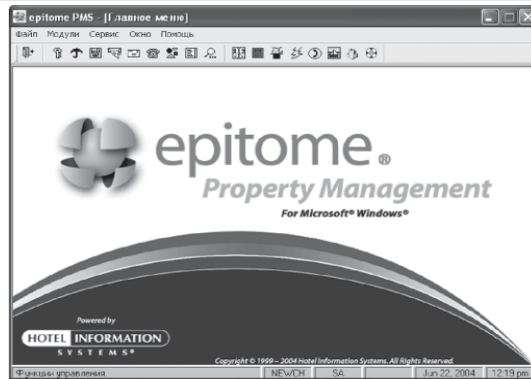 epitome PMS - [Главное меню]
Файл Модули Сервис Окно Помощь
epitome®
Property Management
For Microsoft® Windows®
Powered by
HOTEL INFORMATION
SYSTEMS®
Copyright © 1999 – 2004 Hotel Information Systems. All Rights Reserved.
Функции управления. NEWCH SA Jun 22, 2004 12:19 pm